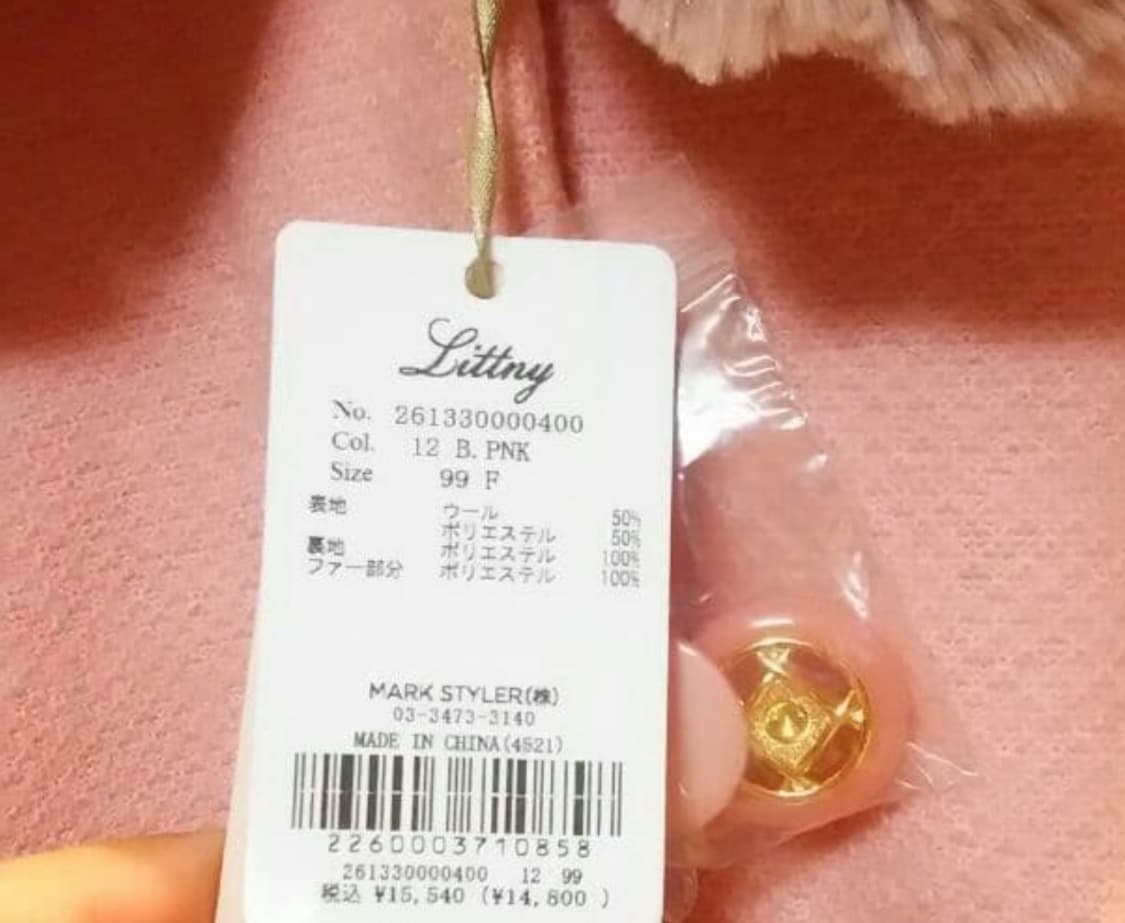 Littny
No. 261330000400
Col. 12 B. PNK
Size 99 F
表地 ウール 50%
ポリエステル 50%
裏地 ポリエステル 100%
ファー部分 ポリエステル 100%
MARK STYLER(株)
03-3473-3140
MADE IN CHINA(4521)
2260003710858
261330000400 12 99
税込 ¥15,540 (¥14,800 )